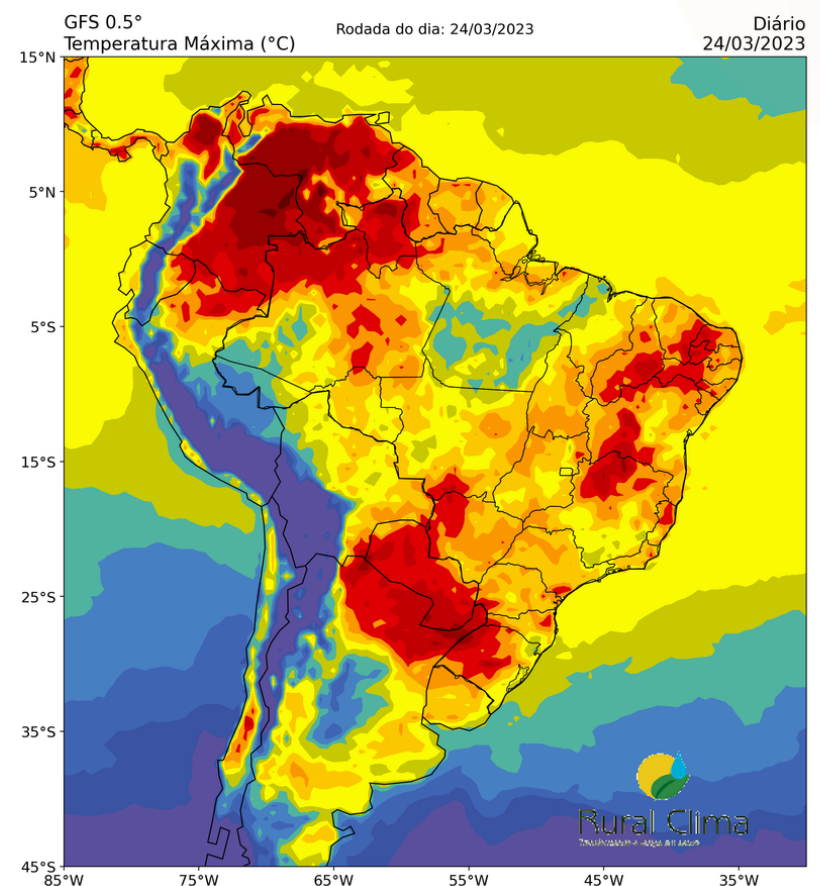 GFS 0.5°
Temperatura Máxima (°C)
Rodada do dia: 24/03/2023
Diário
24/03/2023
15°N
5°N
5°S
15°S
25°S
35°S
45°S
85°W
75°W
65°W
55°W
45°W
35°W
Rural Clima